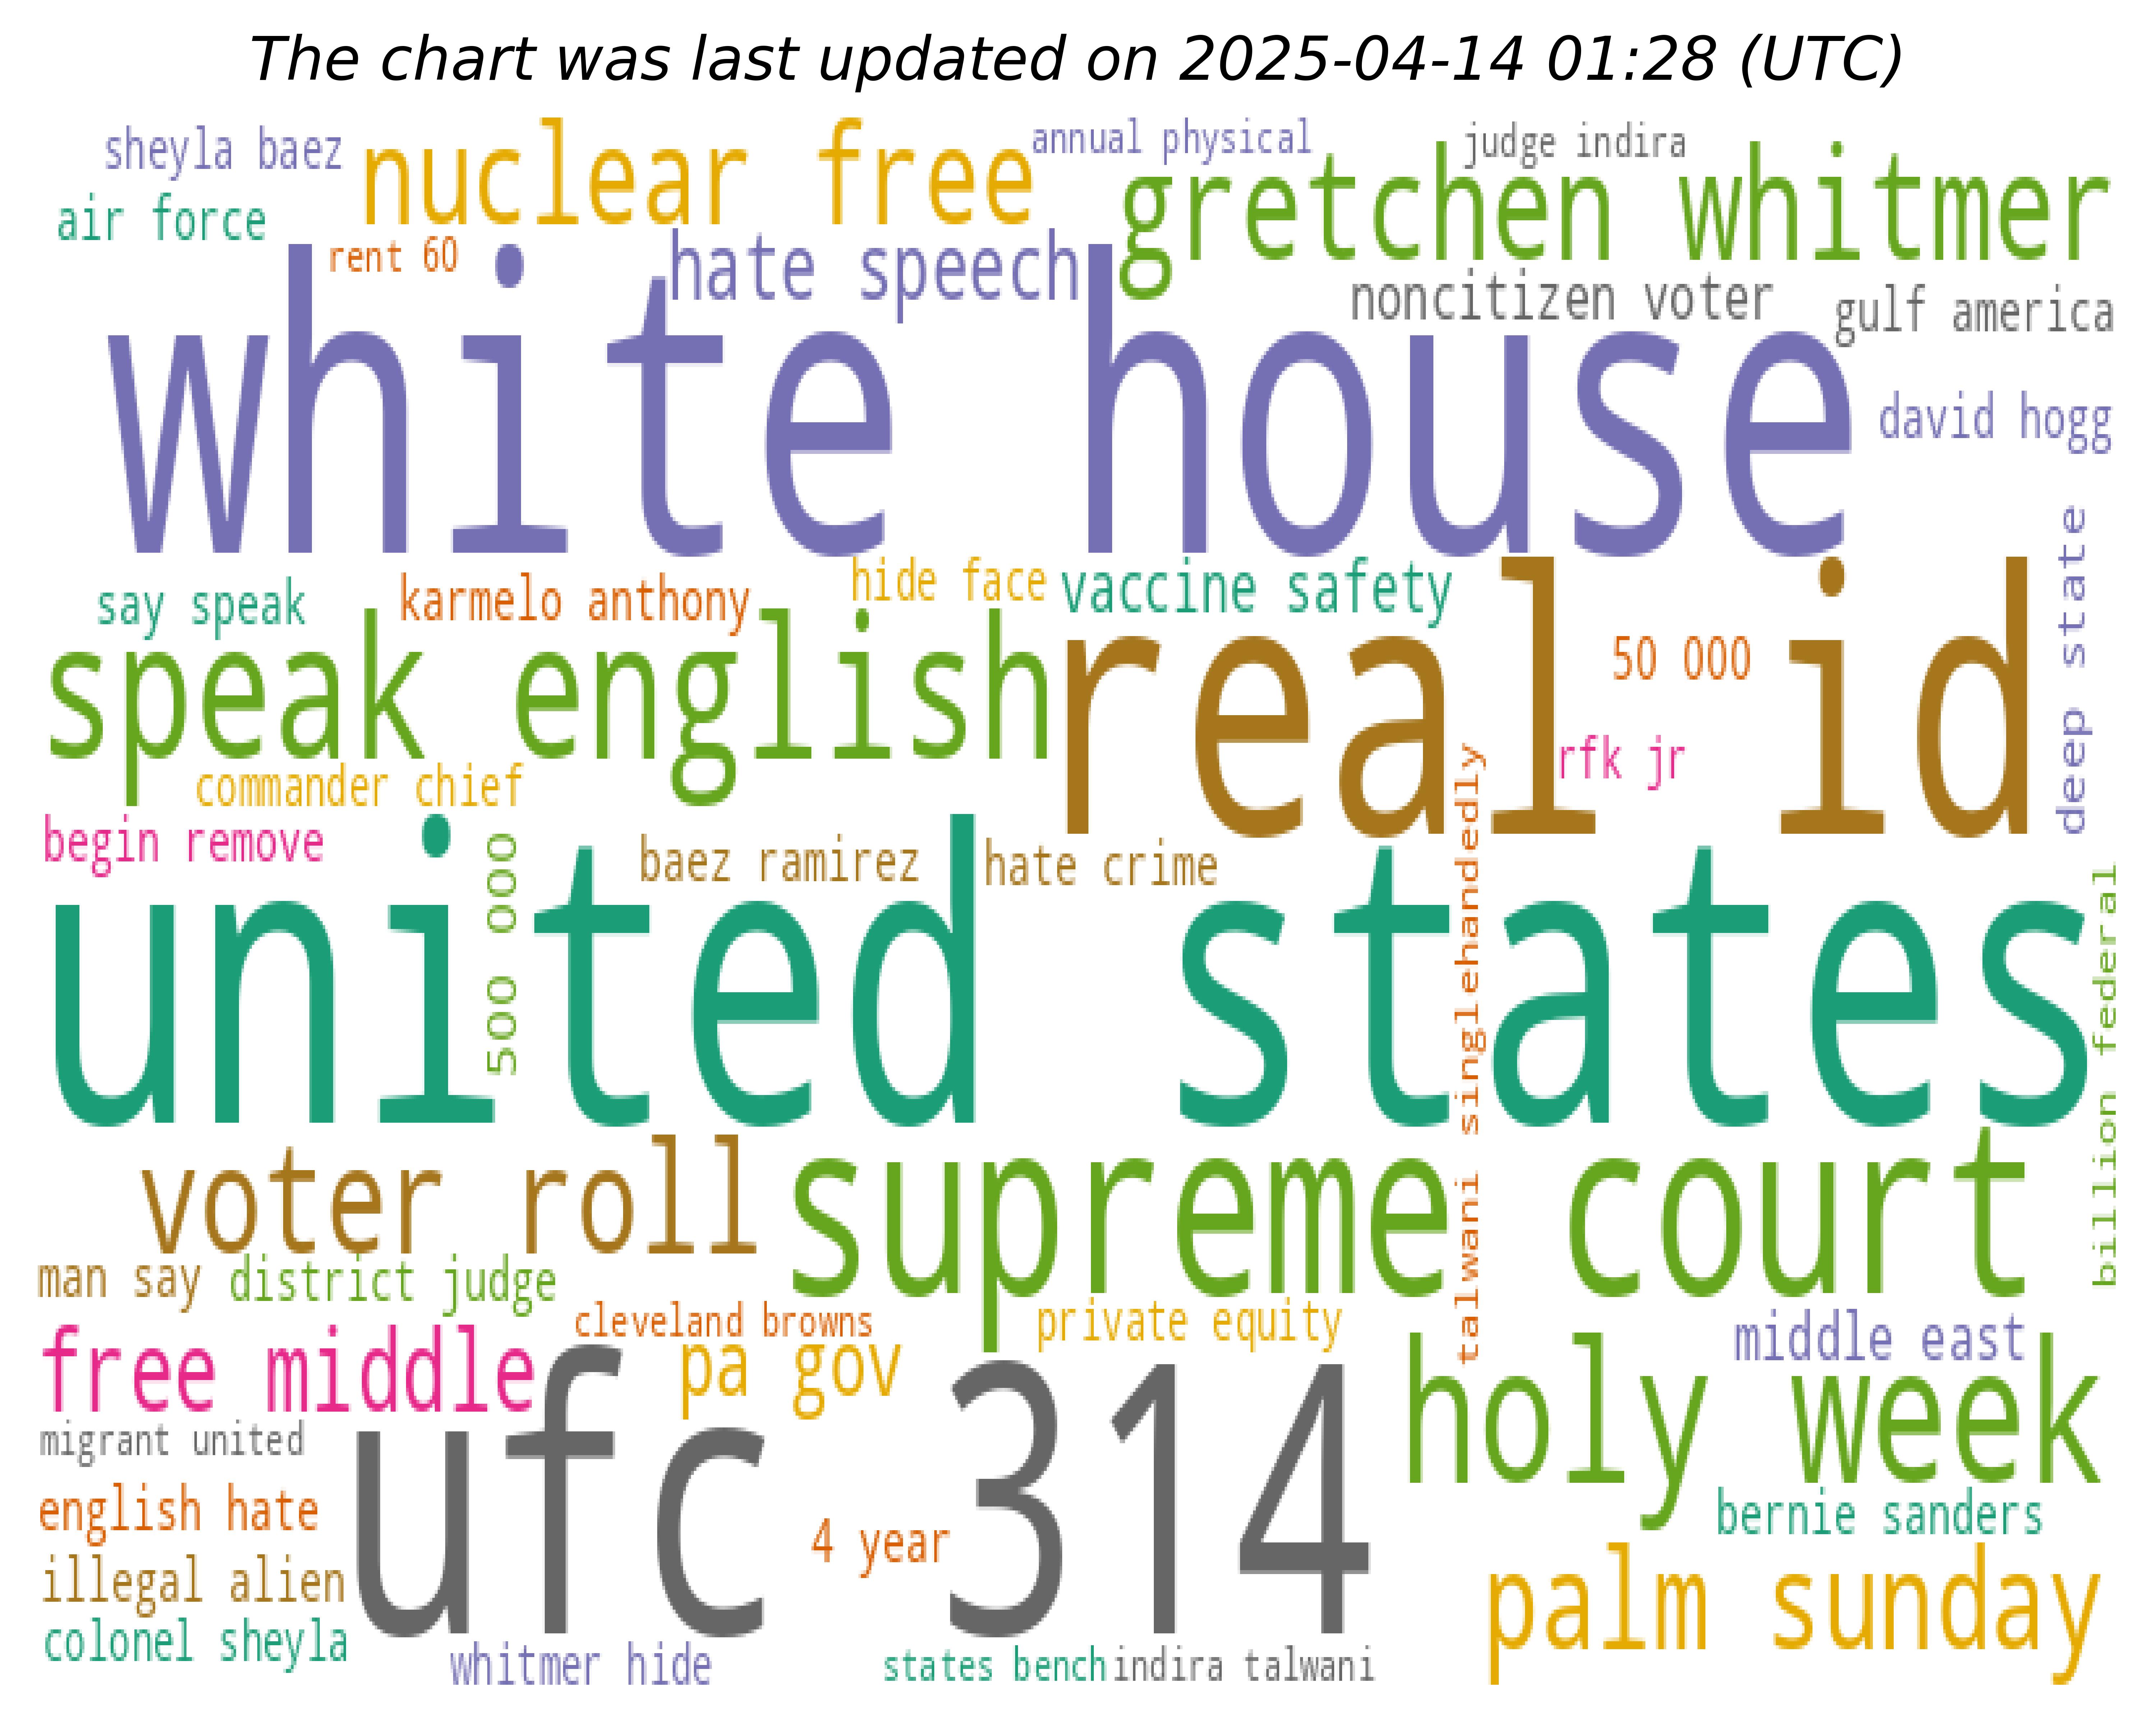 The chart was last updated on 2025-04-14 01:28 (UTC)
sheyla baez
nuclear free
annual physical
judge indira
gretchen whitmer
air force
rent 60
hate speech
noncitizen voter
gulf america
white house
david hogg
deep state
say speak
karmelo anthony
hide face
vaccine safety
speak english
real id
50 000
rfk jr
commander chief
begin remove
500 000
baez ramirez
hate crime
talwani singlehandedly
billion federal
united states
voter roll
supreme court
man say
district judge
cleveland browns
private equity
middle east
free middle
pa gov
holy week
migrant united
ufc 314
english hate
4 year
bernie sanders
illegal alien
palm sunday
colonel sheyla
whitmer hide
states bench
indira talwani